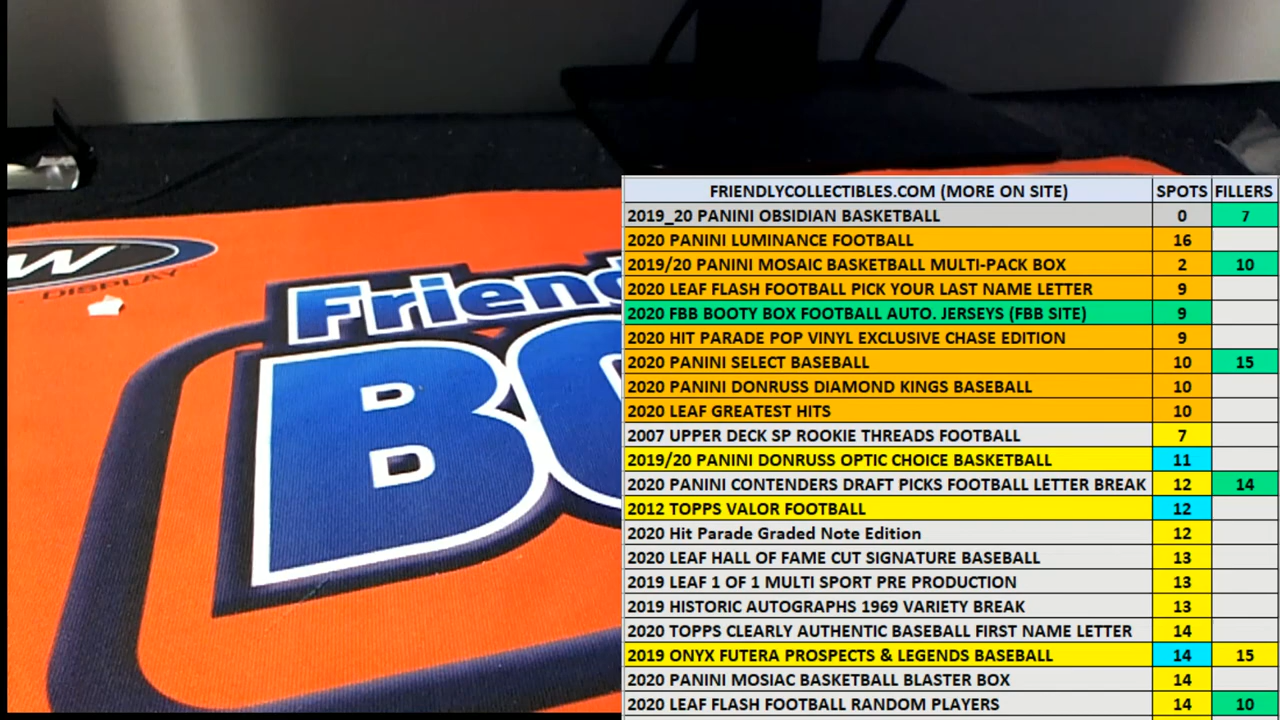 W
DISPLAY
Friend
BO
FRIENDLYCOLLECTIBLES.COM (MORE ON SITE) SPOTS FILLERS
2019_20 PANINI OBSIDIAN BASKETBALL 0 7
2020 PANINI LUMINANCE FOOTBALL 16
2019/20 PANINI MOSAIC BASKETBALL MULTI-PACK BOX 2 10
2020 LEAF FLASH FOOTBALL PICK YOUR LAST NAME LETTER 9
2020 FBB BOOTY BOX FOOTBALL AUTO. JERSEYS (FBB SITE) 9
2020 HIT PARADE POP VINYL EXCLUSIVE CHASE EDITION 9
2020 PANINI SELECT BASEBALL 10 15
2020 PANINI DONRUSS DIAMOND KINGS BASEBALL 10
2020 LEAF GREATEST HITS 10
2007 UPPER DECK SP ROOKIE THREADS FOOTBALL 7
2019/20 PANINI DONRUSS OPTIC CHOICE BASKETBALL 11
2020 PANINI CONTENDERS DRAFT PICKS FOOTBALL LETTER BREAK 12 14
2012 TOPPS VALOR FOOTBALL 12
2020 Hit Parade Graded Note Edition 12
2020 LEAF HALL OF FAME CUT SIGNATURE BASEBALL 13
2019 LEAF 1 OF 1 MULTI SPORT PRE PRODUCTION 13
2019 HISTORIC AUTOGRAPHS 1969 VARIETY BREAK 13
2020 TOPPS CLEARLY AUTHENTIC BASEBALL FIRST NAME LETTER 14
2019 ONYX FUTERA PROSPECTS & LEGENDS BASEBALL 14 15
2020 PANINI MOSIAC BASKETBALL BLASTER BOX 14
2020 LEAF FLASH FOOTBALL RANDOM PLAYERS 14 10